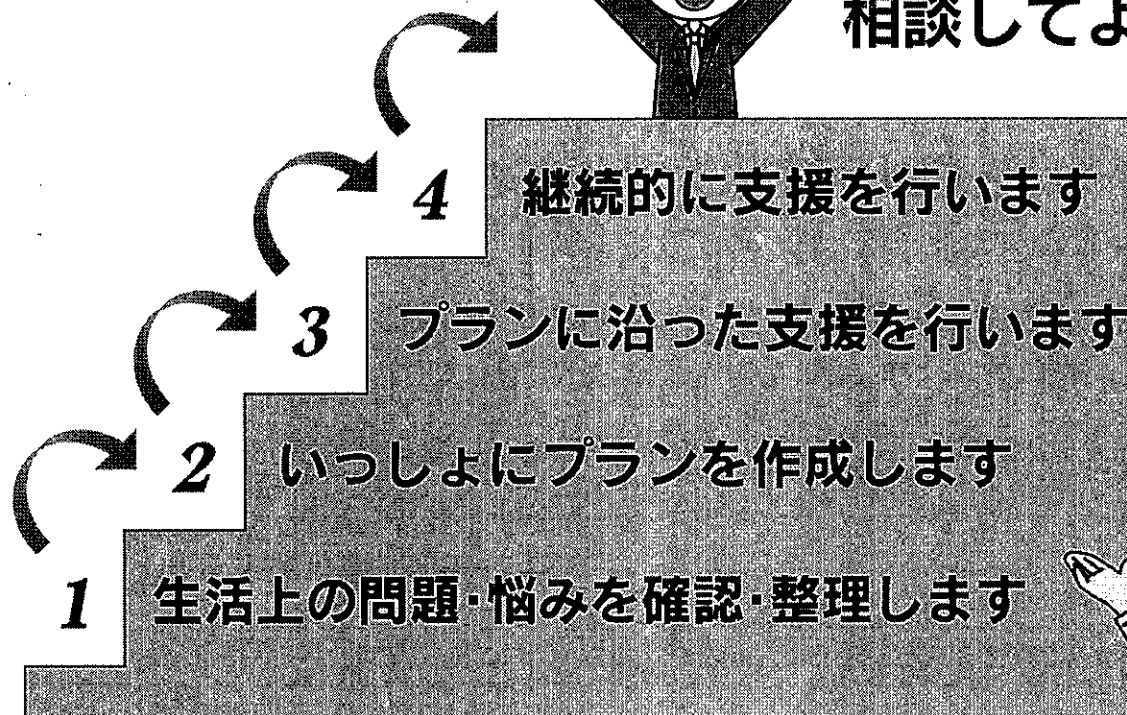 相談してよ
4 継続的に支援を行います
3 プランに沿った支援を行います
2 いっしょにプランを作成します
1 生活上の問題・悩みを確認・整理します